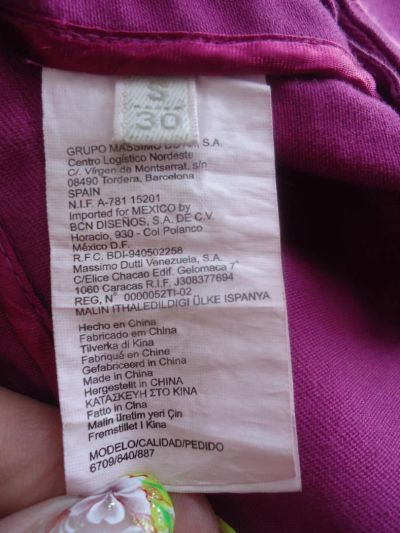 S
30
GRUPO MASSIMO DUTTI, S.A.
Centro Logístico Nordeste
C/. Vírgen de Montserrat, s/n
08490 Tordera, Barcelona
SPAIN
N.I.F. A-781 15201
imported for MEXICO by
BCN DISEÑOS, SA DE C.V.
Horacio, 930 - Col Polanco
México D.F.
R.F.C. BDI-940502258
Massimo Dutti Venezuela, S.A.
C/Elice Chacao Edif. Gelomaca 7°
1060 Caracas R.I.F. J308377694
REG, N° 0000052TI-02
MALIN ITHALEDILDIGI ÜLKE ISPANYA
Hecho en China
Fabricado em China
Tilverka di Kina
Fabriqué en Chine
Gefabriceerd in China
Made in China
Hergestellt in CHINA
ΚΑΤΑΣΚΕΥΗ ΣΤΟ ΚΙΝΑ
Fatto in Cina
Malin üretim yeri Çin
Fremstillet I Kina
MODELO/CALIDAD/PEDIDO
6709/840/887